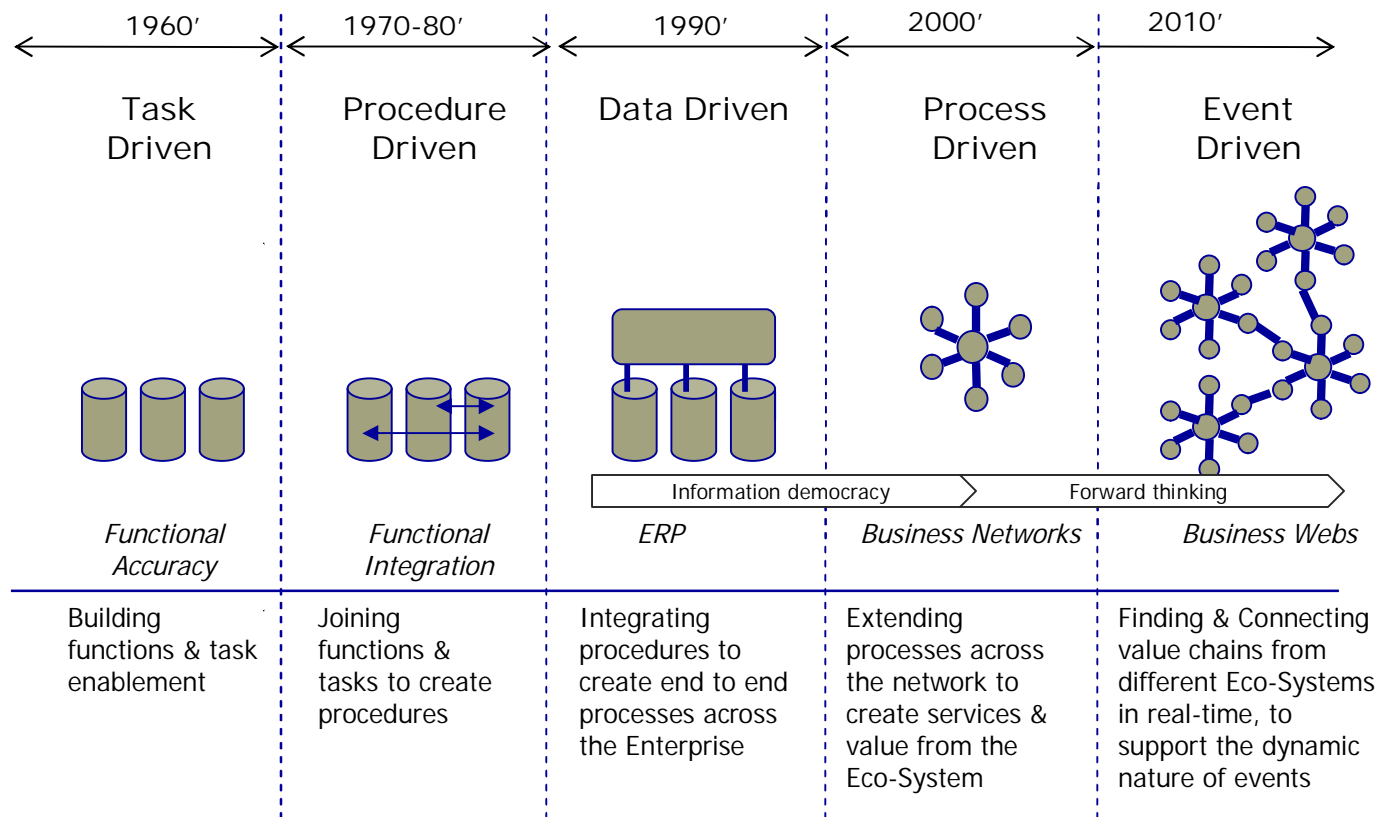 1960′
1970-80′
1990′
2000′
2010′
Task
Driven
Procedure
Driven
Data Driven
Process
Driven
Event
Driven
Information democracy
Forward thinking
Functional
Accuracy
Functional
Integration
ERP
Business Networks
Business Webs
Building
functions & task
enablement
Joining
functions &
tasks to create
procedures
Integrating
procedures to
create end to end
processes across
the Enterprise
Extending
processes across
the network to
create services &
value from the
Eco-System
Finding & Connecting
value chains from
different Eco-Systems
in real-time, to
support the dynamic
nature of events